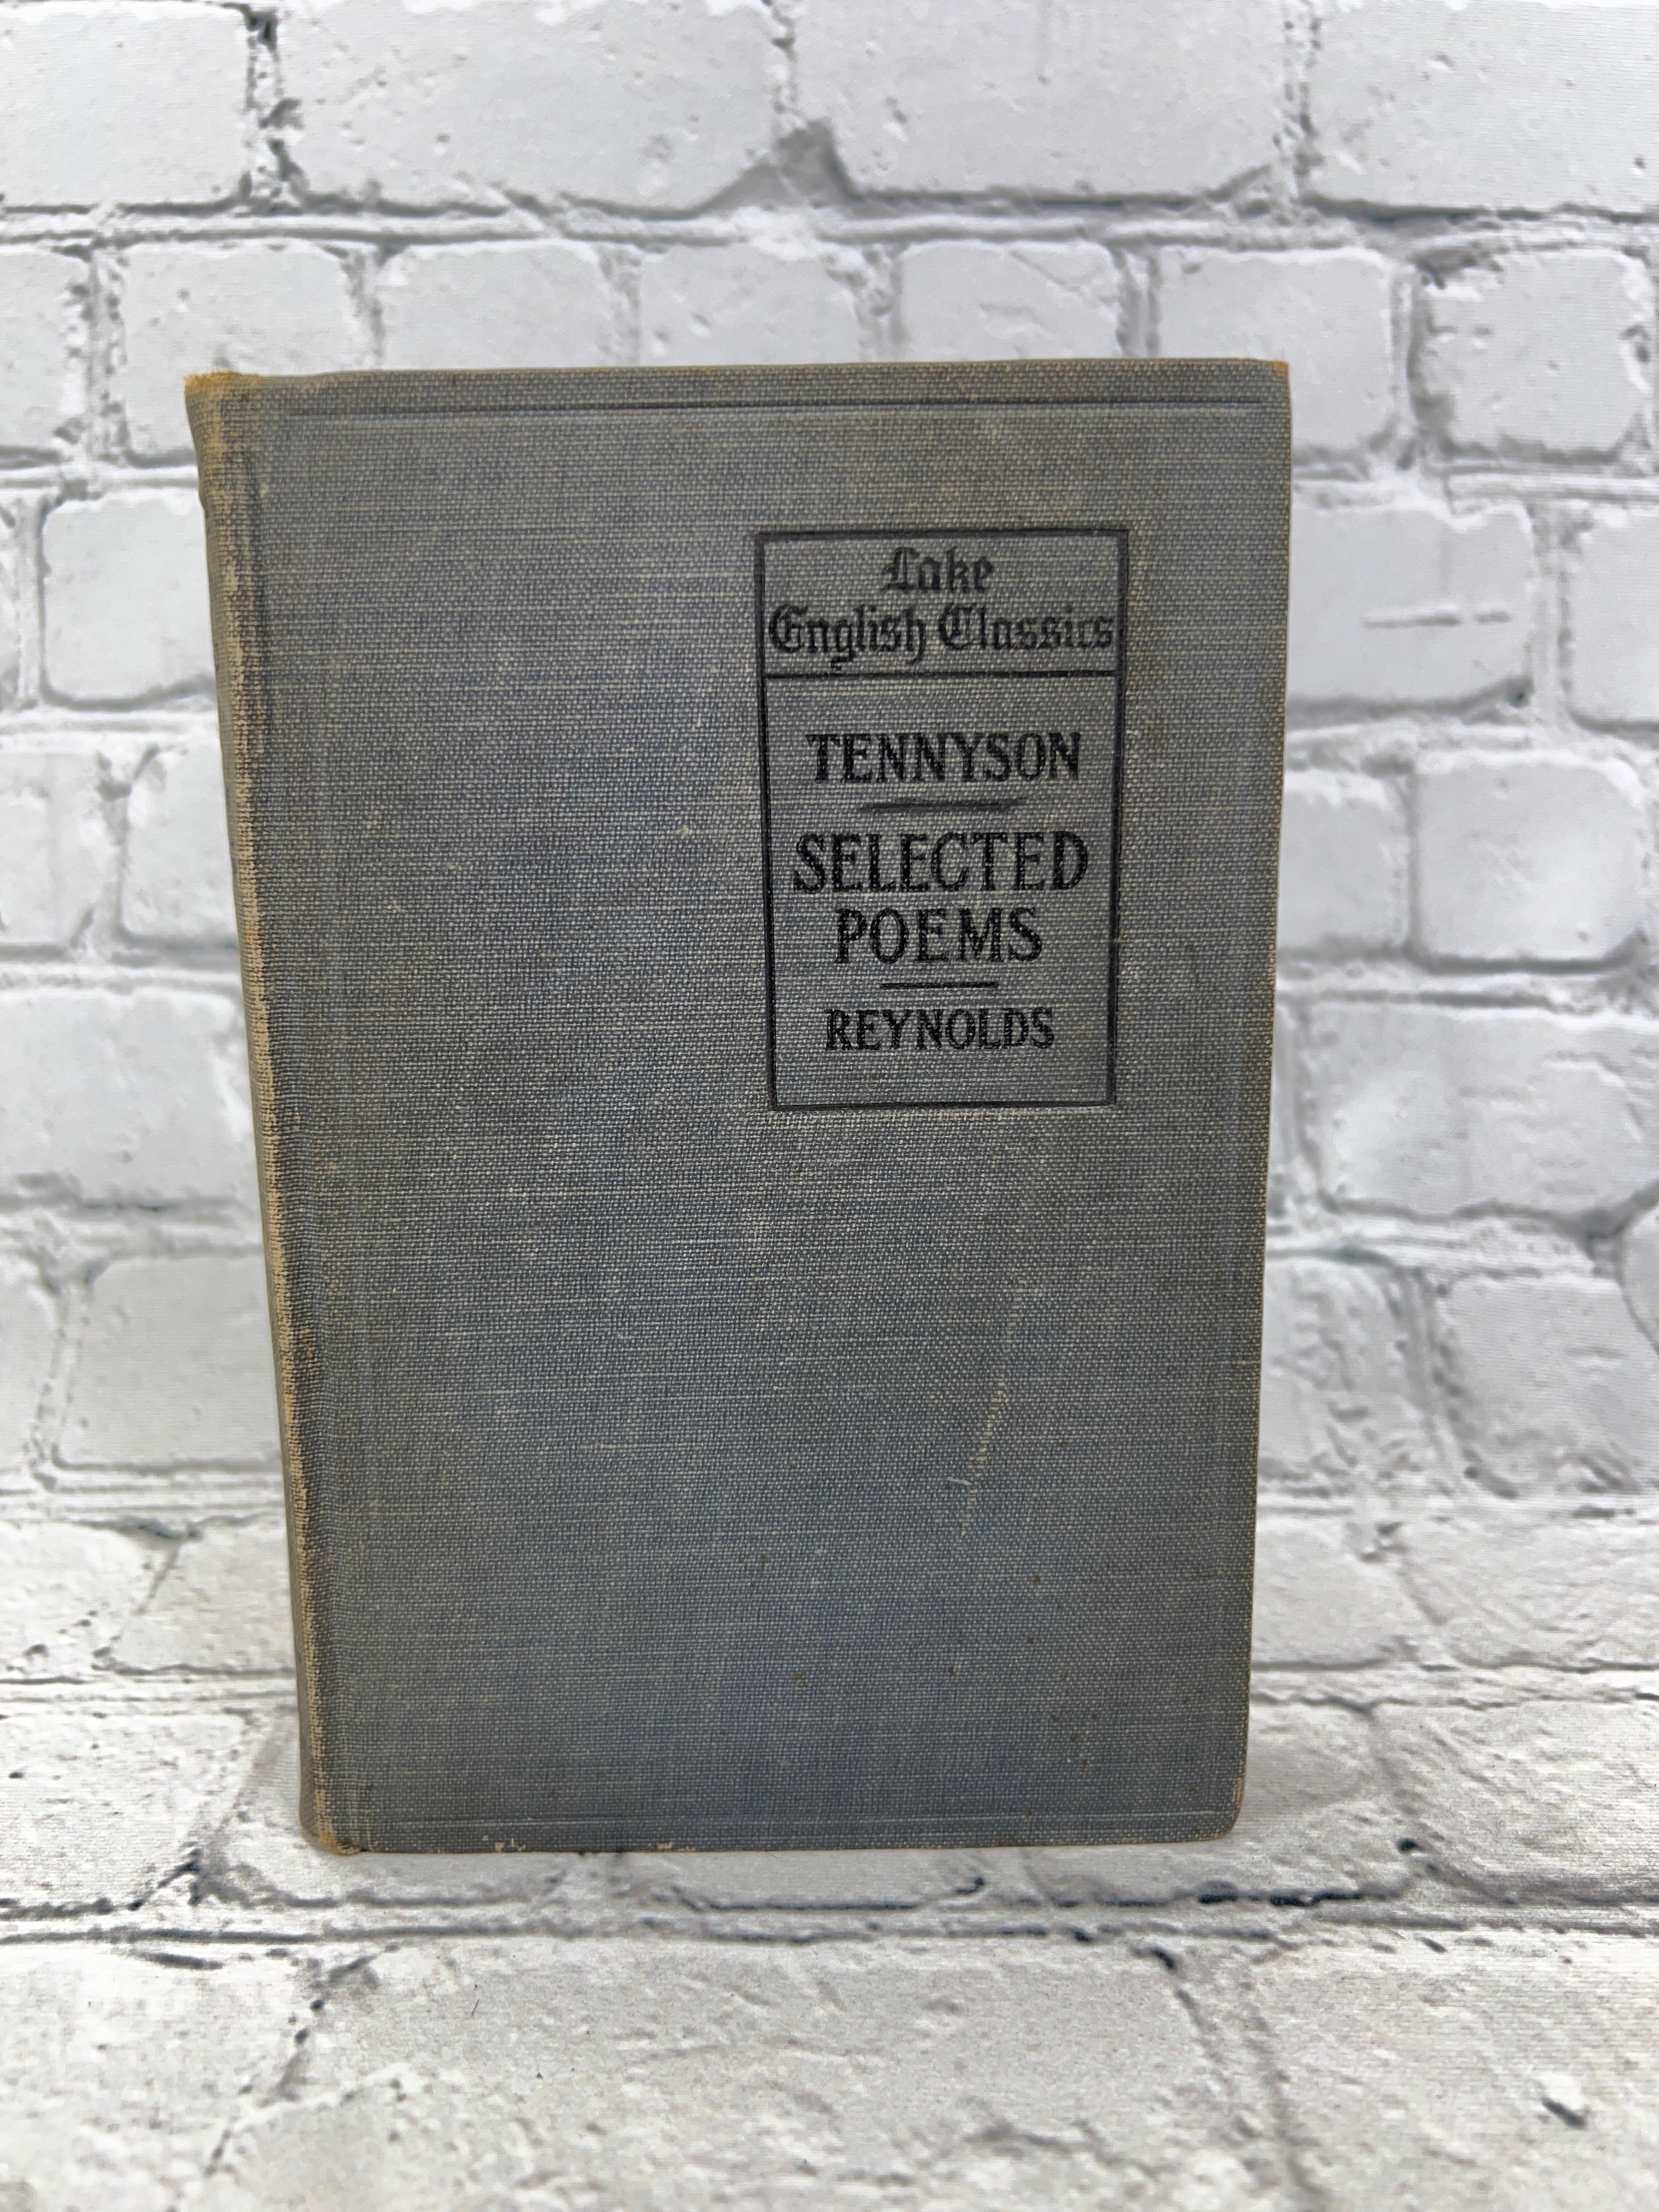 Lake
English Classics
TENNYSON
SELECTED
POEMS
REYNOLDS